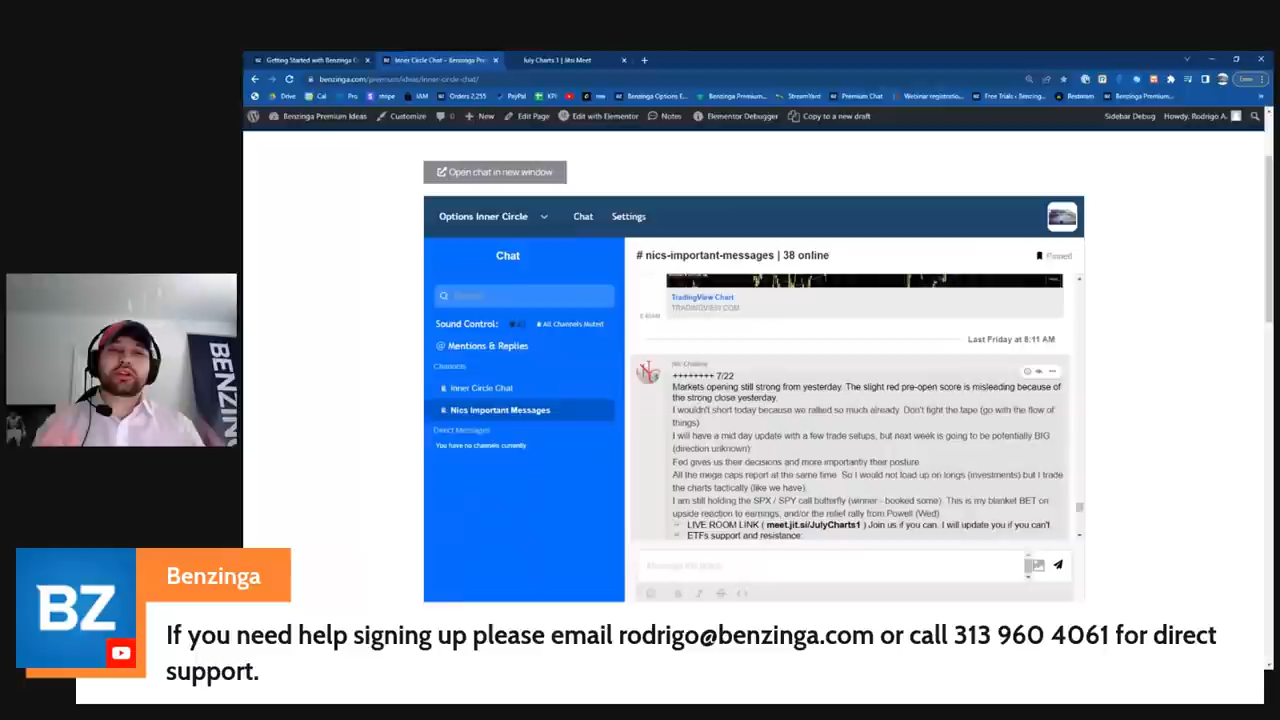 Getting Started with Benzinga O
Inner Circle Chat – Benzinga Pre
July Charts 1 | Jitsi Meet
benzinga.com/premium/ideas/inner-circle-chat/
Drive
Cal
Pro
stripe
IAM
Orders 2,255
PayPal
KPI
Benzinga Options E...
Benzinga Premium...
StreamYard
Premium Chat
Webinar registratio...
Free Trials - Benzing...
Restream
Benzinga Premium...
Benzinga Premium Ideas
Customize
0
New
Edit Page
Edit with Elementor
Notes
Elementor Debugger
Copy to a new draft
Sidebar Debug
Howdy, Rodrigo A.
Open chat in new window
Options Inner Circle
Chat
Settings
Chat
# nics-important-messages | 38 online
Pinned
Search
Sound Control:
All Channels Muted
@ Mentions & Replies
Channels
Inner Circle Chat
Nics Important Messages
Direct Messages
You have no channels currently
TradingView Chart
TRADINGVIEW.COM
Last Friday at 8:11 AM
Nic Chahine
++++++++ 7/22
Markets opening still strong from yesterday. The slight red pre-open score is misleading because of
the strong close yesterday.
I wouldn't short today because we rallied so much already. Don't fight the tape (go with the flow of
things)
I will have a mid day update with a few trade setups, but next week is going to be potentially BIG
(direction unknown)
Fed gives us their decisions and more importantly their posture
All the mega caps report at the same time. So I would not load up on longs (investments) but I trade
the charts tactically (like we have).
I am still holding the SPX / SPY call butterfly (winner - booked some). This is my blanket BET on
upside reaction to earnings, and/or the relief rally from Powell (Wed)
LIVE ROOM LINK ( meet.jit.si/JulyCharts1 ) Join us if you can. I will update you if you can't
ETFs support and resistance:
BENZING
BZ
Benzinga
If you need help signing up please email rodrigo@benzinga.com or call 313 960 4061 for direct
support.